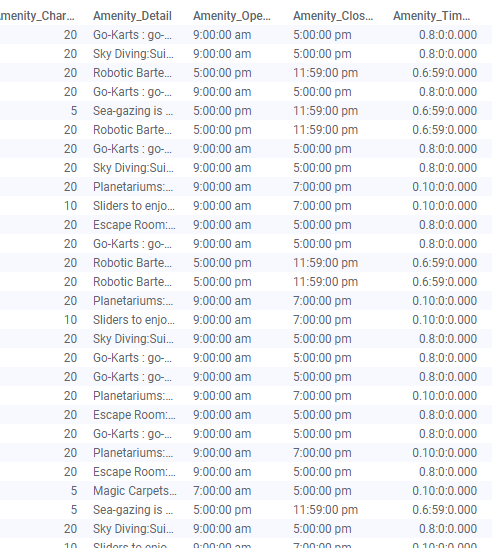 Amenity_Char... Amenity_Detail Amenity_Ope... Amenity_Clos... Amenity_Tim...
20 Go-Karts : go-... 9:00:00 am 5:00:00 pm 0.8:0:0.000
20 Sky Diving:Sui... 9:00:00 am 5:00:00 pm 0.8:0:0.000
20 Robotic Barte... 5:00:00 pm 11:59:00 pm 0.6:59:0.000
20 Go-Karts : go-... 9:00:00 am 5:00:00 pm 0.8:0:0.000
5 Sea-gazing is ... 5:00:00 pm 11:59:00 pm 0.6:59:0.000
20 Robotic Barte... 5:00:00 pm 11:59:00 pm 0.6:59:0.000
20 Go-Karts : go-... 9:00:00 am 5:00:00 pm 0.8:0:0.000
20 Sky Diving:Sui... 9:00:00 am 5:00:00 pm 0.8:0:0.000
20 Planetariums:... 9:00:00 am 7:00:00 pm 0.10:0:0.000
10 Sliders to enjo... 9:00:00 am 7:00:00 pm 0.10:0:0.000
20 Escape Room:... 9:00:00 am 5:00:00 pm 0.8:0:0.000
20 Go-Karts : go-... 9:00:00 am 5:00:00 pm 0.8:0:0.000
20 Robotic Barte... 5:00:00 pm 11:59:00 pm 0.6:59:0.000
20 Robotic Barte... 5:00:00 pm 11:59:00 pm 0.6:59:0.000
20 Planetariums:... 9:00:00 am 7:00:00 pm 0.10:0:0.000
10 Sliders to enjo... 9:00:00 am 7:00:00 pm 0.10:0:0.000
20 Sky Diving:Sui... 9:00:00 am 5:00:00 pm 0.8:0:0.000
20 Go-Karts : go-... 9:00:00 am 5:00:00 pm 0.8:0:0.000
20 Go-Karts : go-... 9:00:00 am 5:00:00 pm 0.8:0:0.000
20 Planetariums:... 9:00:00 am 7:00:00 pm 0.10:0:0.000
20 Escape Room:... 9:00:00 am 5:00:00 pm 0.8:0:0.000
20 Go-Karts : go-... 9:00:00 am 5:00:00 pm 0.8:0:0.000
20 Planetariums:... 9:00:00 am 7:00:00 pm 0.10:0:0.000
20 Escape Room:... 9:00:00 am 5:00:00 pm 0.8:0:0.000
5 Magic Carpets... 7:00:00 am 5:00:00 pm 0.10:0:0.000
5 Sea-gazing is ... 5:00:00 pm 11:59:00 pm 0.6:59:0.000
20 Sky Diving:Sui... 9:00:00 am 5:00:00 pm 0.8:0:0.000
10 Sliders to enjo... 9:00:00 am 7:00:00 pm 0.10:0:0.000